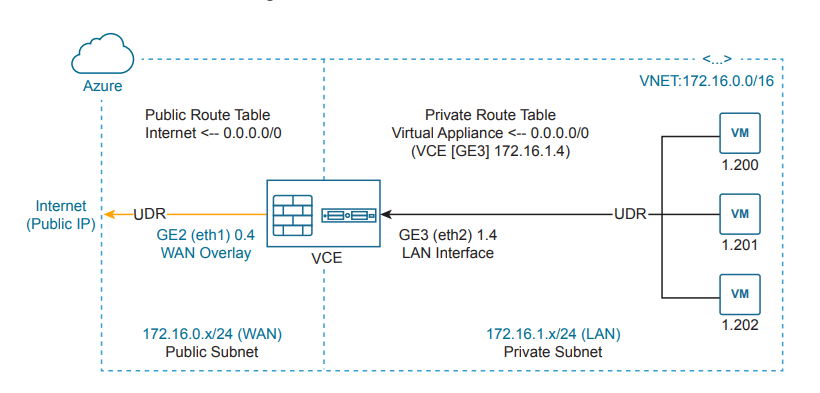 Azure
<...>
VNET:172.16.0.0/16
Public Route Table
Internet <-- 0.0.0.0/0
Private Route Table
Virtual Appliance <-- 0.0.0.0/0
(VCE [GE3] 172.16.1.4)
VM
1.200
Internet
(Public IP)
UDR
GE2 (eth1) 0.4
WAN Overlay
VCE
GE3 (eth2) 1.4
LAN Interface
UDR
VM
1.201
VM
1.202
172.16.0.x/24 (WAN)
Public Subnet
172.16.1.x/24 (LAN)
Private Subnet